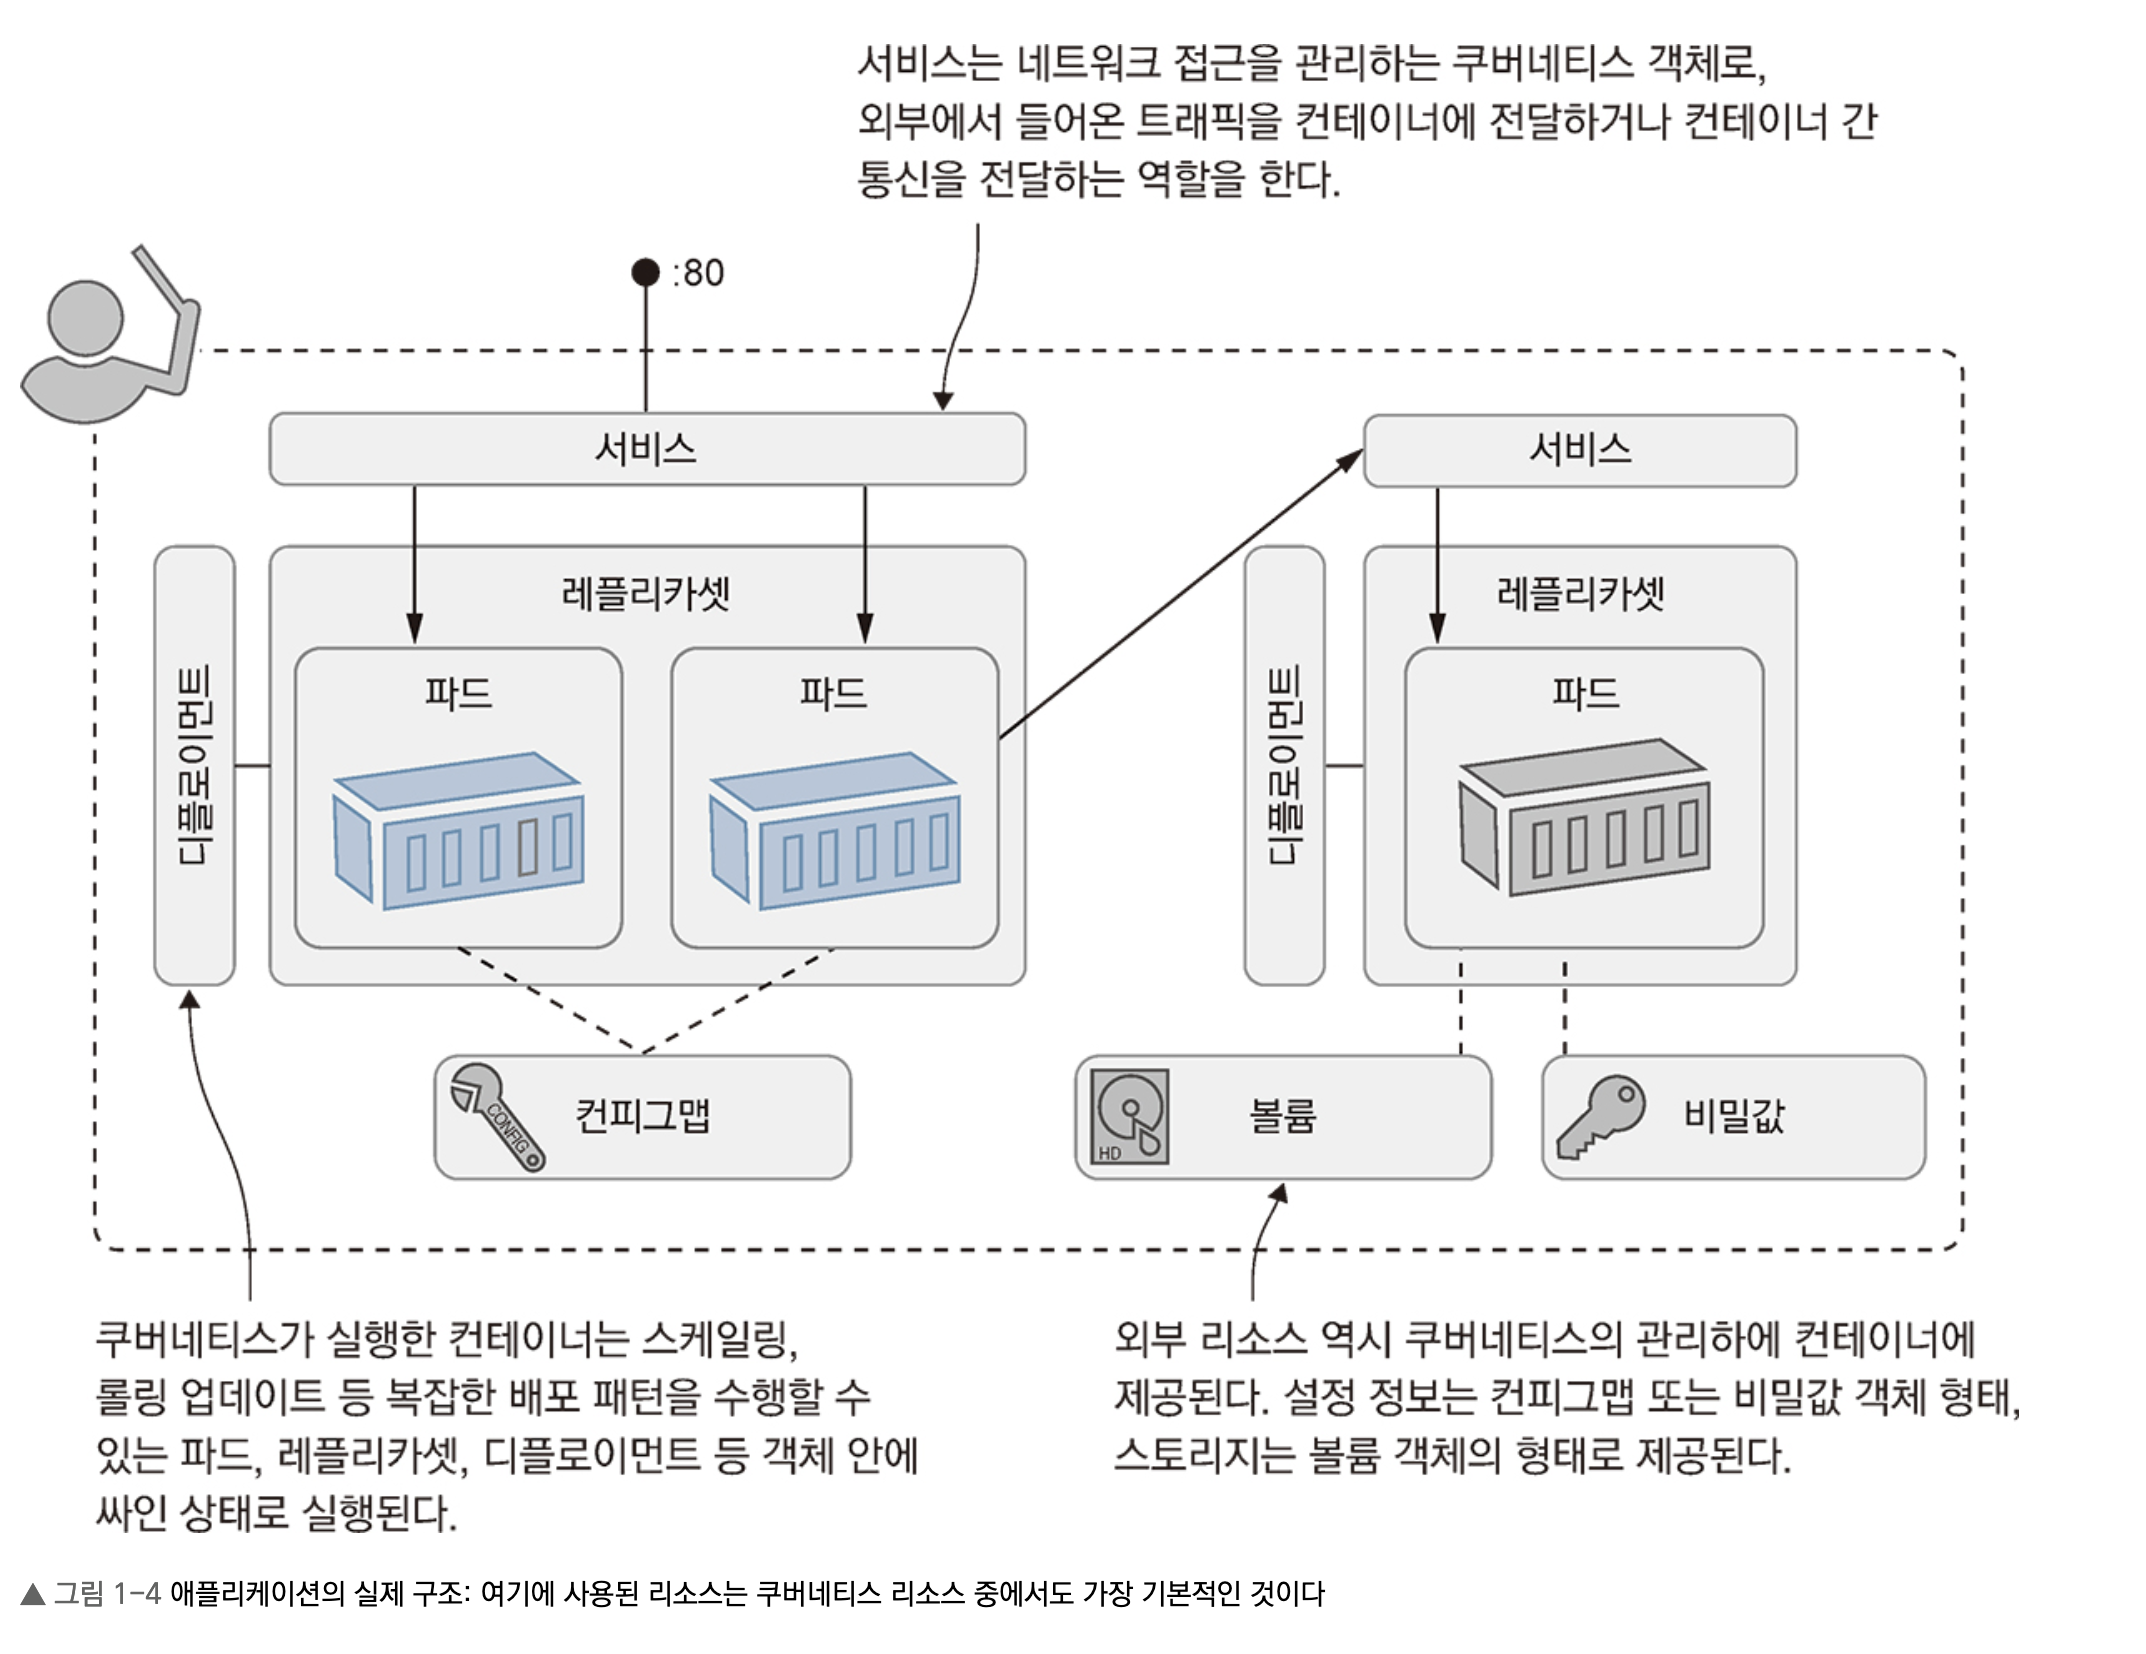 서비스는 네트워크 접근을 관리하는 쿠버네티스 객체로,
외부에서 들어온 트래픽을 컨테이너에 전달하거나 컨테이너 간
통신을 전달하는 역할을 한다.
:80
서비스
서비스
디플로이먼트
레플리카셋
파드
파드
디플로이먼트
레플리카셋
파드
CONFIG
컨피그맵
HD
볼륨
비밀값
쿠버네티스가 실행한 컨테이너는 스케일링,
롤링 업데이트 등 복잡한 배포 패턴을 수행할 수
있는 파드, 레플리카셋, 디플로이먼트 등 객체 안에
싸인 상태로 실행된다.
외부 리소스 역시 쿠버네티스의 관리하에 컨테이너에
제공된다. 설정 정보는 컨피그맵 또는 비밀값 객체 형태,
스토리지는 볼륨 객체의 형태로 제공된다.
▲ 그림 1-4 애플리케이션의 실제 구조: 여기에 사용된 리소스는 쿠버네티스 리소스 중에서도 가장 기본적인 것이다